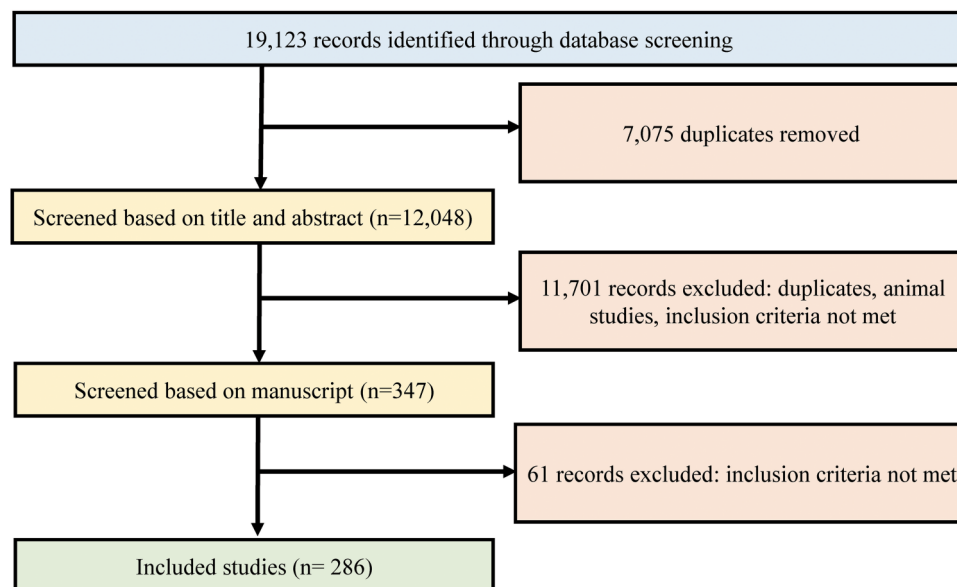 19,123 records identified through database screening
7,075 duplicates removed
Screened based on title and abstract (n=12,048)
11,701 records excluded: duplicates, animal
studies, inclusion criteria not met
Screened based on manuscript (n=347)
61 records excluded: inclusion criteria not met
Included studies (n= 286)